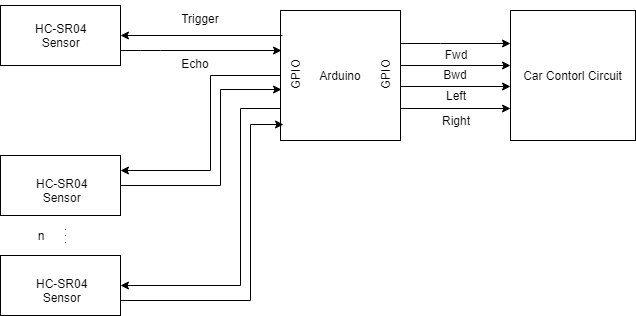 HC-SR04
Sensor
Trigger
Echo
GPIO
Arduino
GPIO
Fwd
Bwd
Left
Right
Car Contorl Circuit
HC-SR04
Sensor
n
HC-SR04
Sensor